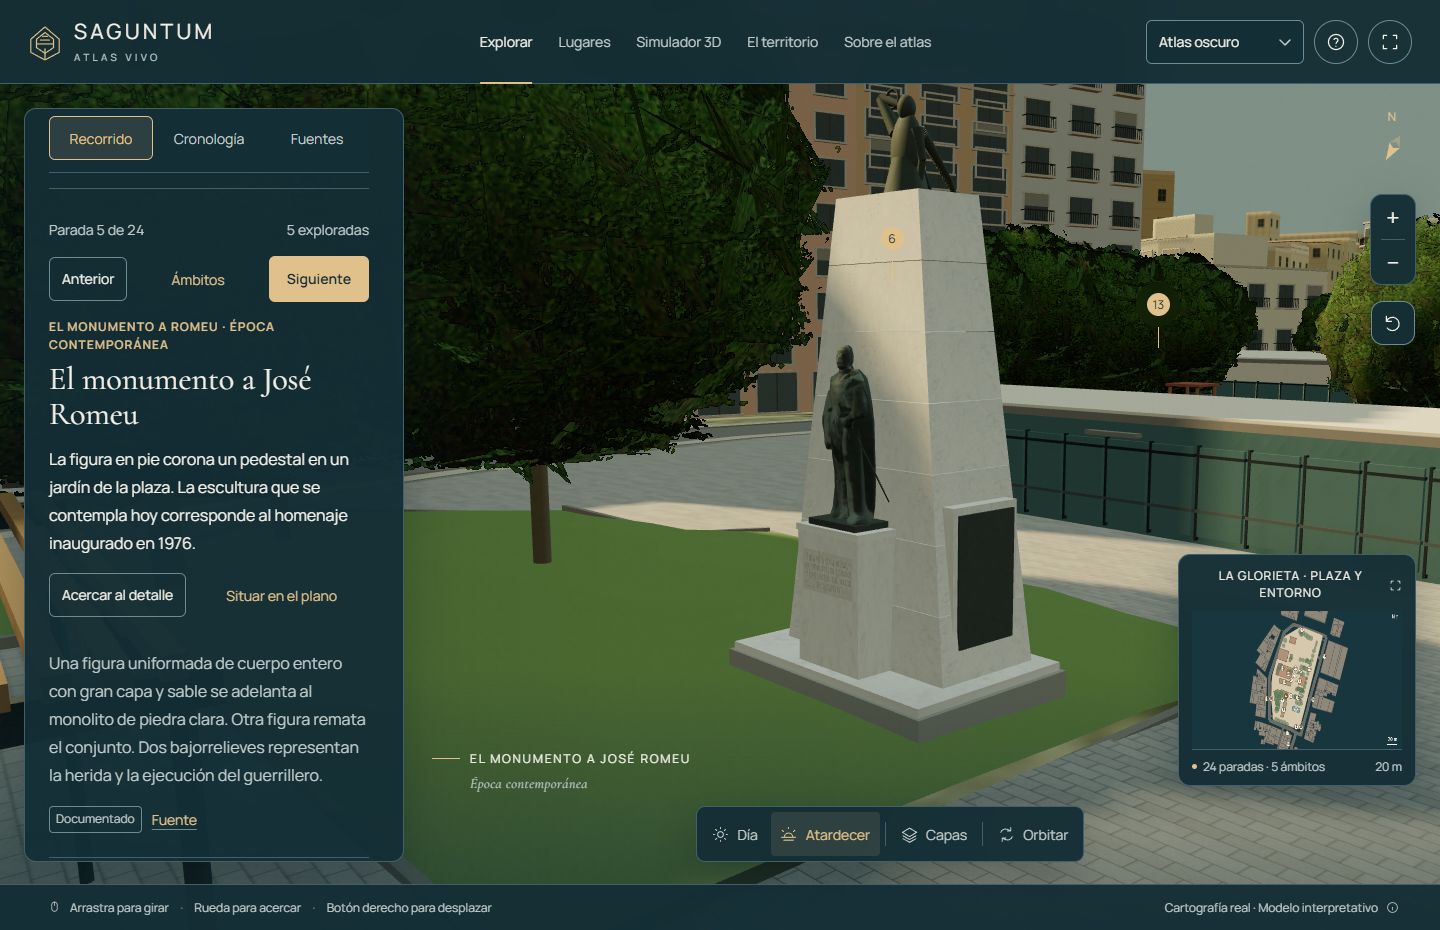 SAGUNTUM
ATLAS VIVO
Explorar
Lugares
Simulador 3D
El territorio
Sobre el atlas
Atlas oscuro
Recorrido
Cronología
Fuentes
Parada 5 de 24
5 exploradas
Anterior
Ámbitos
Siguiente
EL MONUMENTO A ROMEU · ÉPOCA
CONTEMPORÁNEA
El monumento a José
Romeu
La figura en pie corona un pedestal en un
jardín de la plaza. La escultura que se
contempla hoy corresponde al homenaje
inaugurado en 1976.
Acercar al detalle
Situar en el plano
Una figura uniformada de cuerpo entero
con gran capa y sable se adelanta al
monolito de piedra clara. Otra figura remata
el conjunto. Dos bajorrelieves representan
la herida y la ejecución del guerrillero.
Documentado
Fuente
6
13
N
+
−
LA GLORIETA · PLAZA Y
ENTORNO
24 paradas · 5 ámbitos
20 m
EL MONUMENTO A JOSÉ ROMEU
Época contemporánea
Día
Atardecer
Capas
Orbitar
Arrastra para girar · Rueda para acercar · Botón derecho para desplazar
Cartografía real · Modelo interpretativo